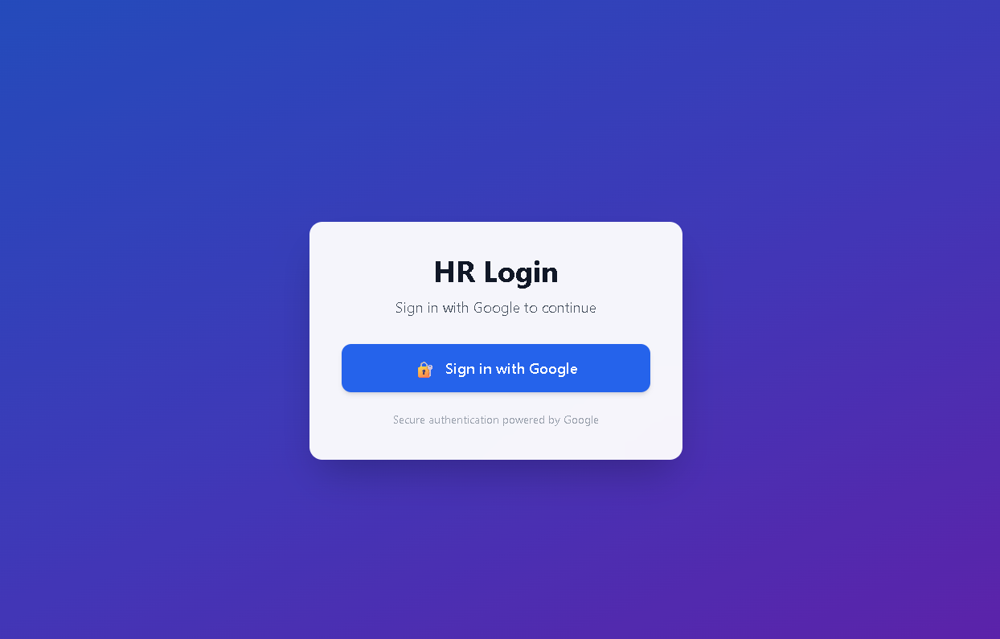 HR Login
Sign in with Google to continue
🔐 Sign in with Google
Secure authentication powered by Google